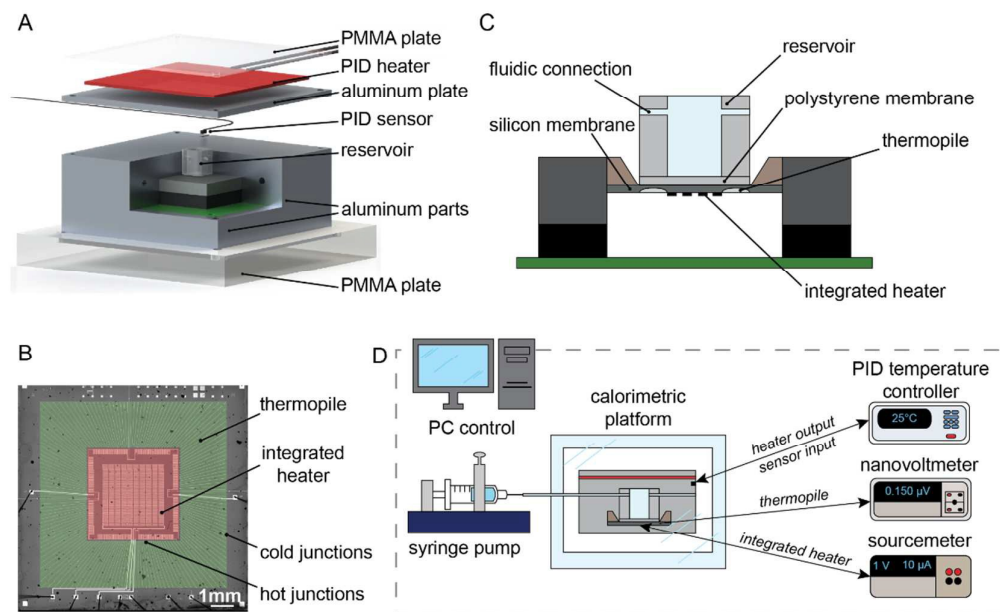 A
PMMA plate
PID heater
aluminum plate
PID sensor
reservoir
aluminum parts
PMMA plate
C
reservoir
fluidic connection
polystyrene membrane
silicon membrane
thermopile
integrated heater
B
thermopile
integrated
heater
cold junctions
hot junctions
1mm
D
PC control
syringe pump
calorimetric
platform
heater output
sensor input
thermopile
integrated heater
PID temperature
controller
25°C
nanovoltmeter
0.150 µV
sourcemeter
1 V 10 µA